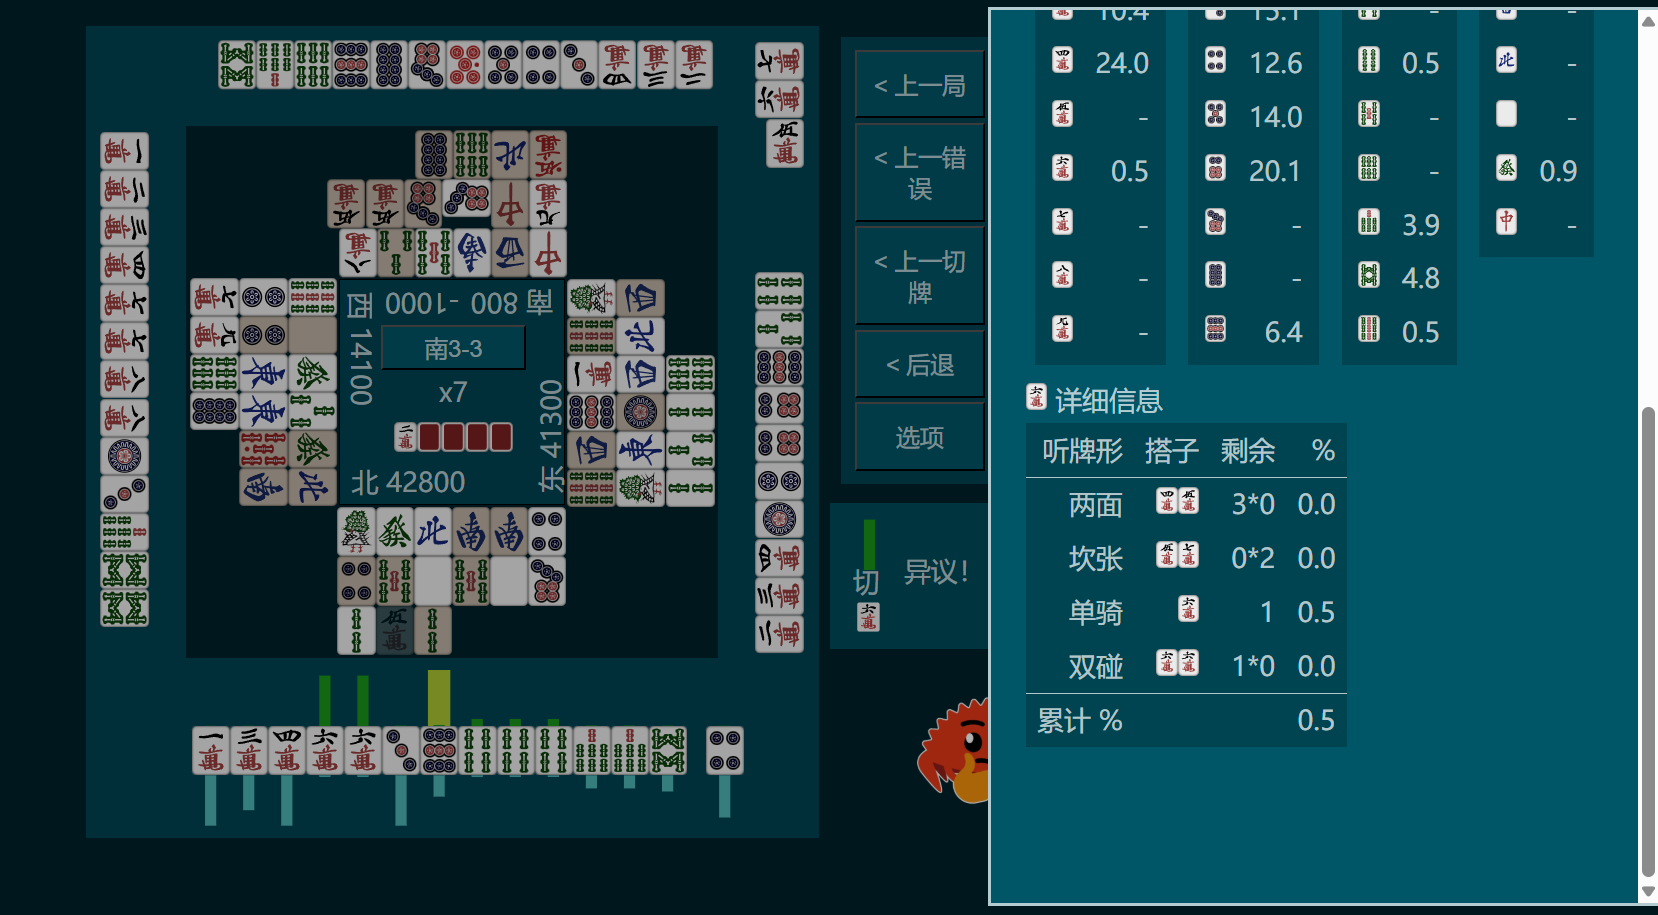 < 上一局
< 上一错误
< 上一切牌
< 后退
选项
切
异议!
南 800 -1000
西 14100
南3-3
x7
东 41300
北 42800
10.4
13.1
-
-
24.0
12.6
0.5
-
-
14.0
-
-
0.5
20.1
-
0.9
-
-
3.9
-
-
-
4.8
-
6.4
0.5
详细信息
听牌形 搭子 剩余 %
两面 3*0 0.0
坎张 0*2 0.0
单骑 1 0.5
双碰 1*0 0.0
累计 % 0.5